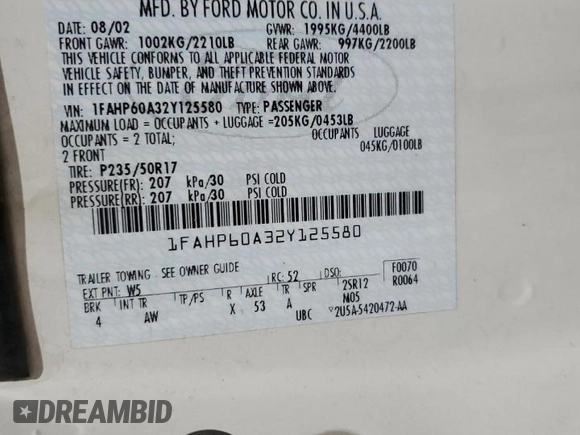 MFD. BY FORD MOTOR CO. IN U.S.A.
DATE: 08/02 GVWR: 1995KG/4400LB
FRONT GAWR: 1002KG/2210LB REAR GAWR: 997KG/2200LB
THIS VEHICLE CONFORMS TO ALL APPLICABLE FEDERAL MOTOR
VEHICLE SAFETY, BUMPER, AND THEFT PREVENTION STANDARDS
IN EFFECT ON THE DATE OF MANUFACTURE SHOWN ABOVE.
VIN: 1FAHP60A32Y125580 TYPE: PASSENGER
MAXIMUM LOAD = OCCUPANTS + LUGGAGE = 205KG/0453LB
OCCUPANTS = 2 TOTAL; OCCUPANTS LUGGAGE
2 FRONT 045KG/0100LB
TIRE: P235/50R17
PRESSURE(FR): 207 kPa/30 PSI COLD
PRESSURE(RR): 207 kPa/30 PSI COLD
1FAHP60A32Y125580
TRAILER TOWING - SEE OWNER GUIDE F0070
EXT PNT: W5 RC: 52 DSO: R0064
BRK INT TR TP/PS R AXLE TR SPR 2SR12
4 AW X 53 A UBC M05
▽2U5A-5420472-AA
DREAMBID